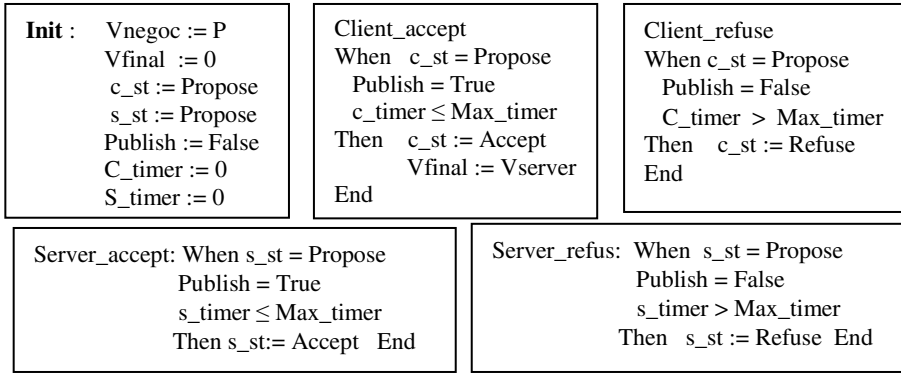 Init : Vnegoc := P
Vfinal := 0
c_st := Propose
s_st := Propose
Publish := False
C_timer := 0
S_timer := 0
Client_accept
When c_st = Propose
Publish = True
c_timer ≤ Max_timer
Then c_st := Accept
Vfinal := Vserver
End
Client_refuse
When c_st = Propose
Publish = False
C_timer > Max_timer
Then c_st := Refuse
End
Server_accept: When s_st = Propose
Publish = True
s_timer ≤ Max_timer
Then s_st:= Accept End
Server_refus: When s_st = Propose
Publish = False
s_timer > Max_timer
Then s_st := Refuse End